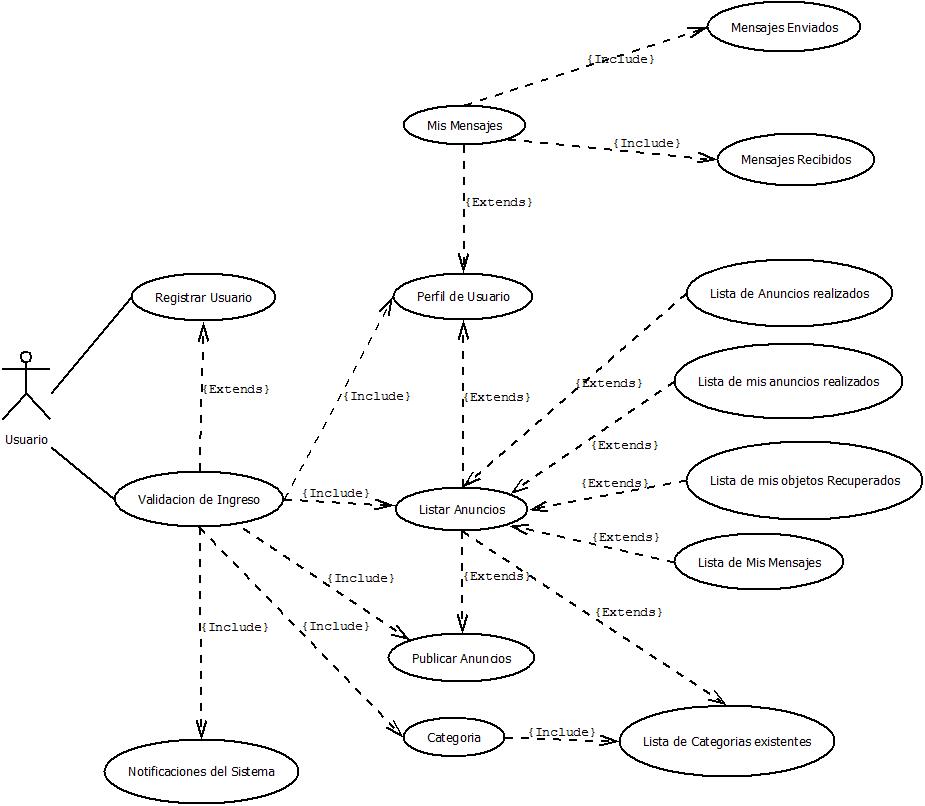 Mensajes Enviados
{Include}
Mis Mensajes
{Include}
Mensajes Recibidos
{Extends}
Registrar Usuario
Perfil de Usuario
Lista de Anuncios realizados
{Extends}
{Include}
{Extends}
{Extends}
Lista de mis anuncios realizados
Usuario
{Extends}
Validacion de Ingreso
{Include}
Listar Anuncios
{Extends}
Lista de mis objetos Recuperados
{Extends}
Lista de Mis Mensajes
{Include}
{Extends}
{Include}
{Include}
{Extends}
Publicar Anuncios
Categoria
{Include}
Lista de Categorias existentes
Notificaciones del Sistema